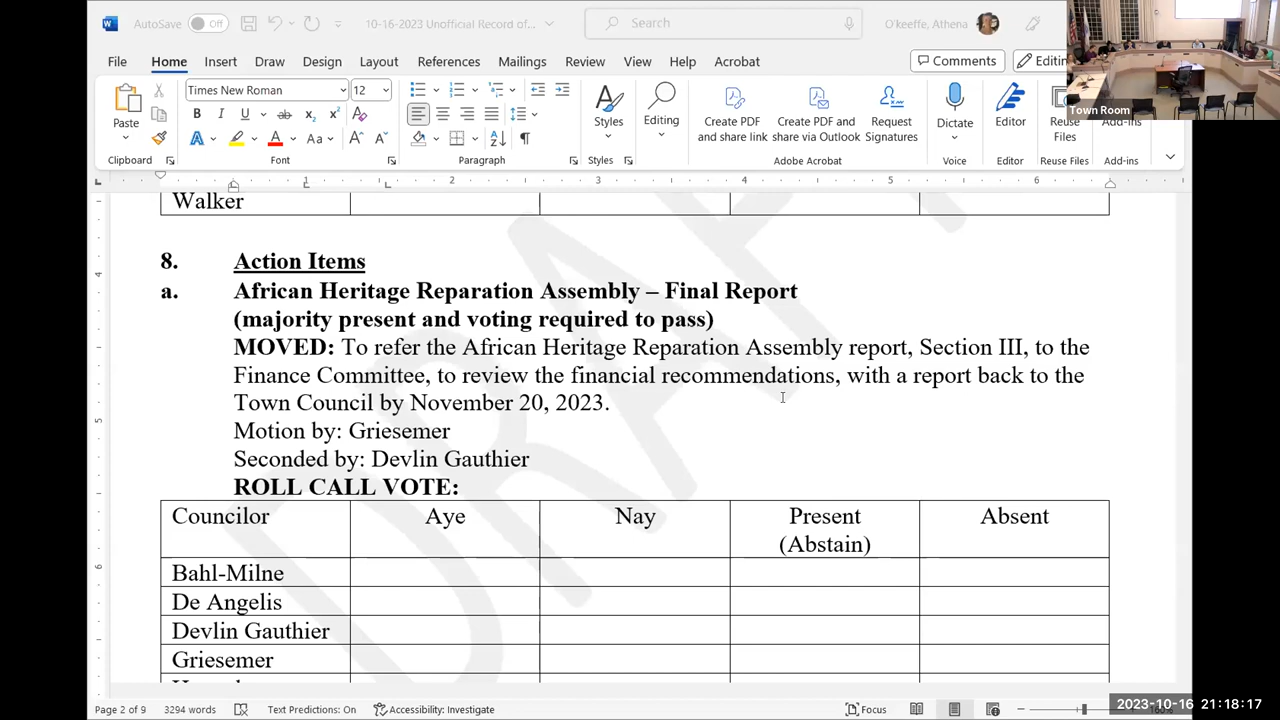 AutoSave Off 10-16-2023 Unofficial Record of... Search O'keeffe, Athena
File Home Insert Draw Design Layout References Mailings Review View Help Acrobat Comments Editin
Town Room
Times New Roman 12
Paste Styles Editing Create PDF and share link Create PDF and share via Outlook Request Signatures Dictate Editor Reuse Files Add-ins
Clipboard Font Paragraph Styles Adobe Acrobat Voice Editor Reuse Files Add-ins
1 2 3 4 5 6
Walker
8. Action Items
a. African Heritage Reparation Assembly – Final Report
(majority present and voting required to pass)
MOVED: To refer the African Heritage Reparation Assembly report, Section III, to the
Finance Committee, to review the financial recommendations, with a report back to the
Town Council by November 20, 2023.
Motion by: Griesemer
Seconded by: Devlin Gauthier
ROLL CALL VOTE:
Councilor Aye Nay Present Absent
(Abstain)
Bahl-Milne
De Angelis
Devlin Gauthier
Griesemer
DRAFT
Page 2 of 9 3294 words Text Predictions: On Accessibility: Investigate Focus
2023-10-16 21:18:17